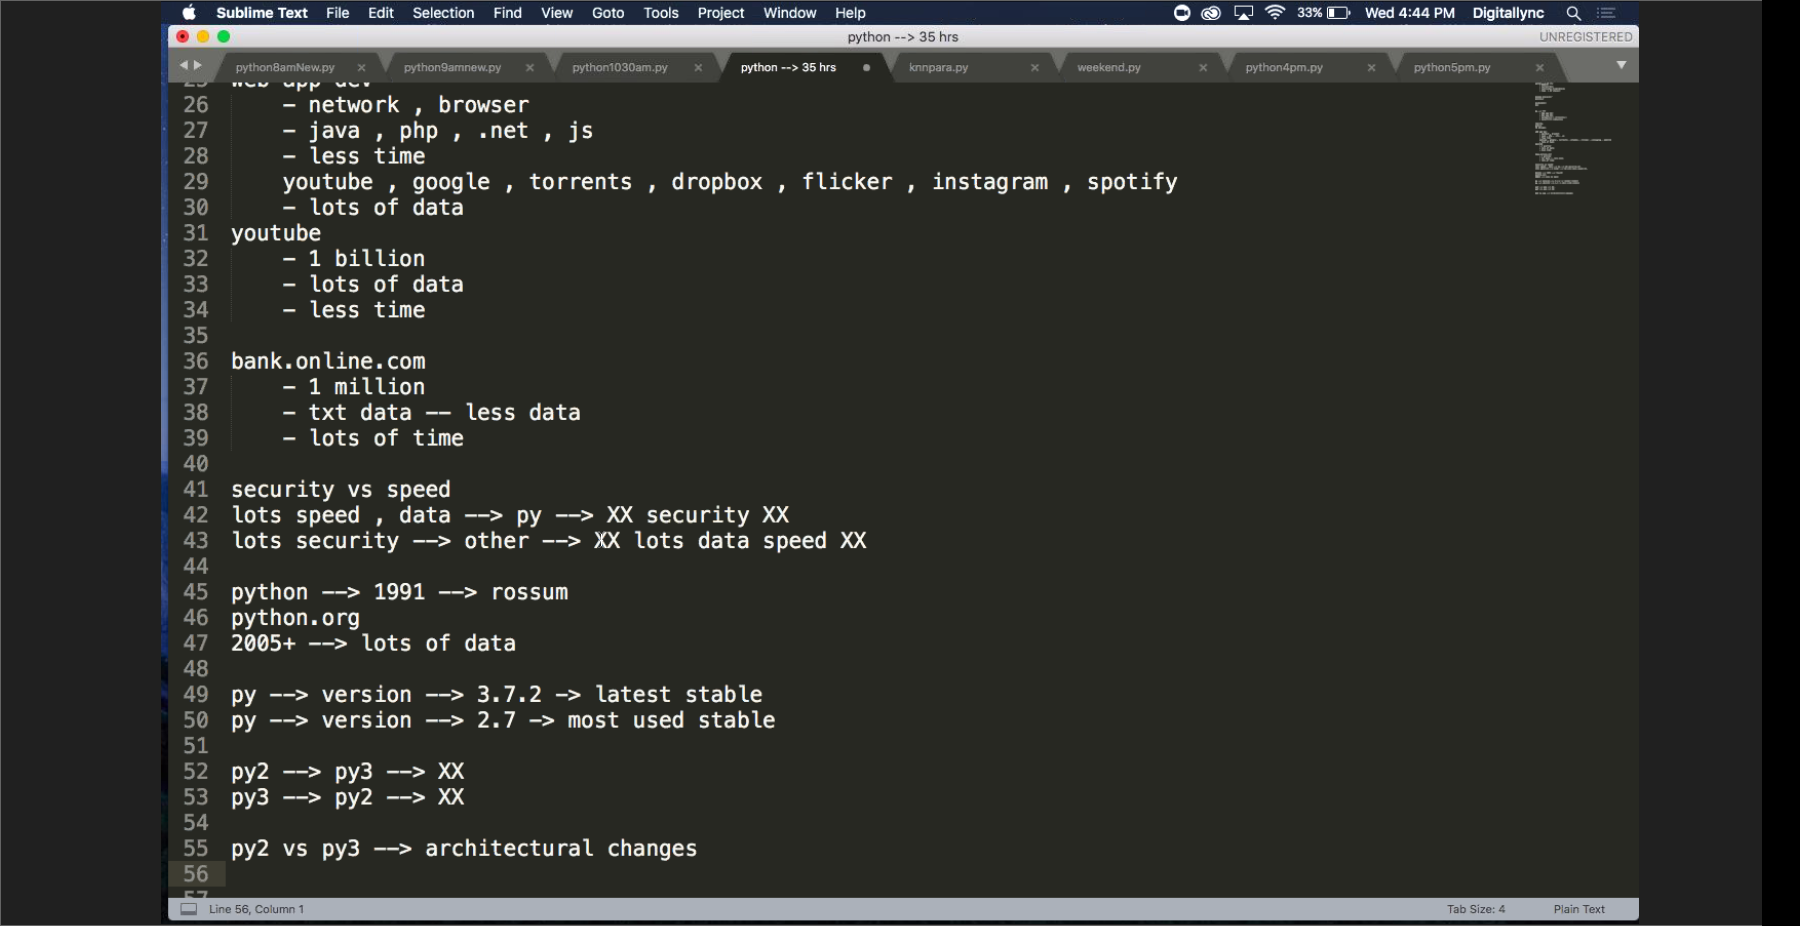 Sublime Text File Edit Selection Find View Goto Tools Project Window Help 33% Wed 4:44 PM Digitallync
python --> 35 hrs UNREGISTERED
python8amNew.py python9amnew.py python1030am.py python --> 35 hrs knnpara.py weekend.py python4pm.py python5pm.py
25 web app dev
26 - network , browser
27 - java , php , .net , js
28 - less time
29 youtube , google , torrents , dropbox , flicker , instagram , spotify
30 - lots of data
31 youtube
32 - 1 billion
33 - lots of data
34 - less time
35
36 bank.online.com
37 - 1 million
38 - txt data -- less data
39 - lots of time
40
41 security vs speed
42 lots speed , data --> py --> XX security XX
43 lots security --> other --> XX lots data speed XX
44
45 python --> 1991 --> rossum
46 python.org
47 2005+ --> lots of data
48
49 py --> version --> 3.7.2 -> latest stable
50 py --> version --> 2.7 -> most used stable
51
52 py2 --> py3 --> XX
53 py3 --> py2 --> XX
54
55 py2 vs py3 --> architectural changes
56
57
Line 56, Column 1 Tab Size: 4 Plain Text